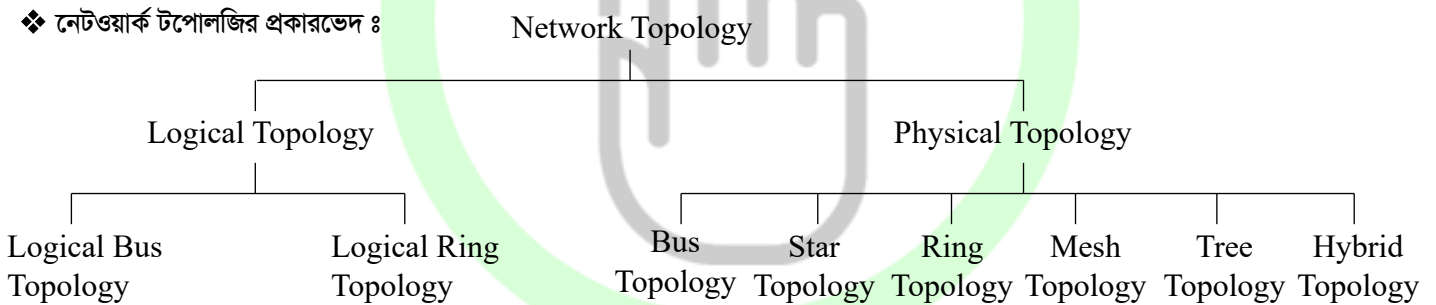 ❖ নেটওয়ার্ক টপোলজির প্রকারভেদ ঃ
Network Topology
Logical Topology
Physical Topology
Logical Bus
Topology
Logical Ring
Topology
Bus
Topology
Star
Topology
Ring
Topology
Mesh
Topology
Tree
Topology
Hybrid
Topology